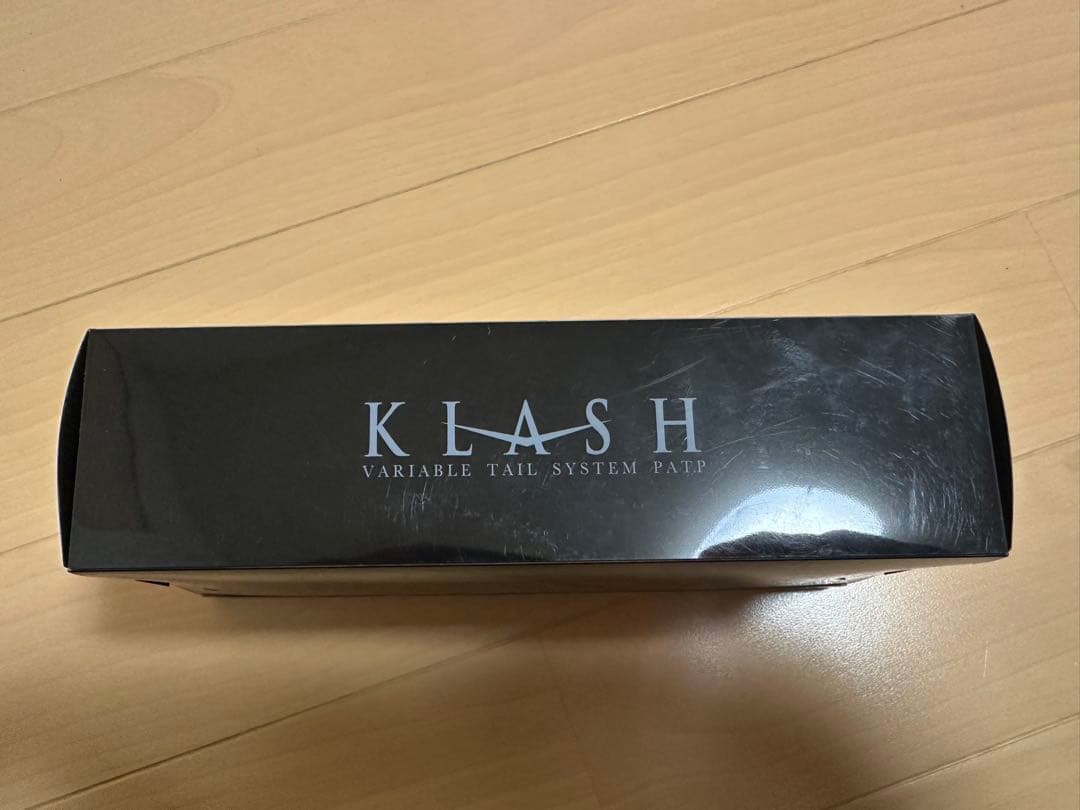 KLASH
VARIABLE TAIL SYSTEM PAT.P